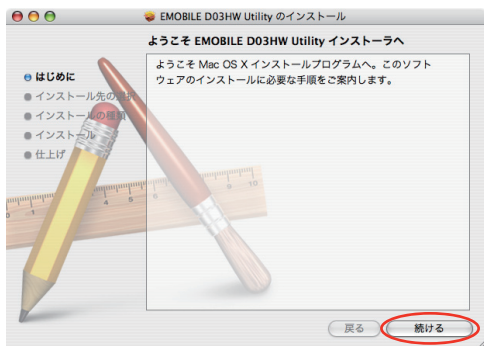 EMOBILE D03HW Utility のインストール
ようこそ EMOBILE D03HW Utility インストーラへ
はじめに
インストール先の選択
インストールの種類
インストール
仕上げ
ようこそ Mac OS X インストールプログラムへ。このソフト
ウェアのインストールに必要な手順をご案内します。
戻る
続ける